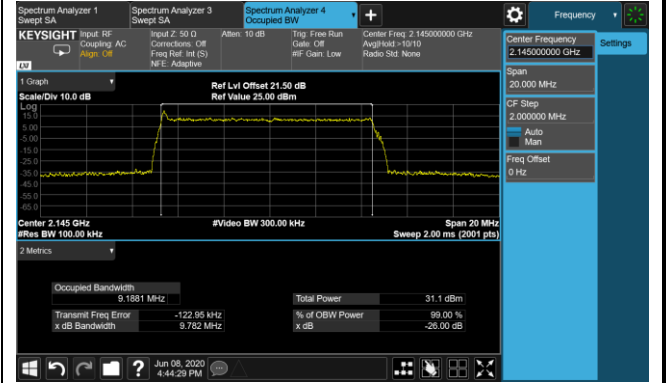 Spectrum Analyzer 1
Swept SA
Spectrum Analyzer 3
Swept SA
Spectrum Analyzer 4
Occupied BW
+
Frequency
KEYSIGHT
Input: RF
Coupling: AC
Align: Off
Input Z: 50 Ω
Corrections: Off
Freq Ref: Int (S)
NFE: Adaptive
Atten: 10 dB
Trig: Free Run
Gate: Off
#IF Gain: Low
Center Freq: 2.145000000 GHz
Avg|Hold:>10/10
Radio Std: None
LXI
1 Graph
Scale/Div 10.0 dB
Ref Lvl Offset 21.50 dB
Ref Value 25.00 dBm
Log
15.0
5.00
-5.00
-15.0
-25.0
-35.0
-45.0
-55.0
-65.0
Center 2.145 GHz
#Res BW 100.00 kHz
#Video BW 300.00 kHz
Span 20 MHz
Sweep 2.00 ms (2001 pts)
2 Metrics
Occupied Bandwidth
9.1881 MHz
Total Power 31.1 dBm
Transmit Freq Error -122.95 kHz
% of OBW Power 99.00 %
x dB Bandwidth 9.782 MHz
x dB -26.00 dB
Center Frequency
2.145000000 GHz
Settings
Span
20.000 MHz
CF Step
2.000000 MHz
Auto
Man
Freq Offset
0 Hz
?
Jun 08, 2020
4:44:29 PM